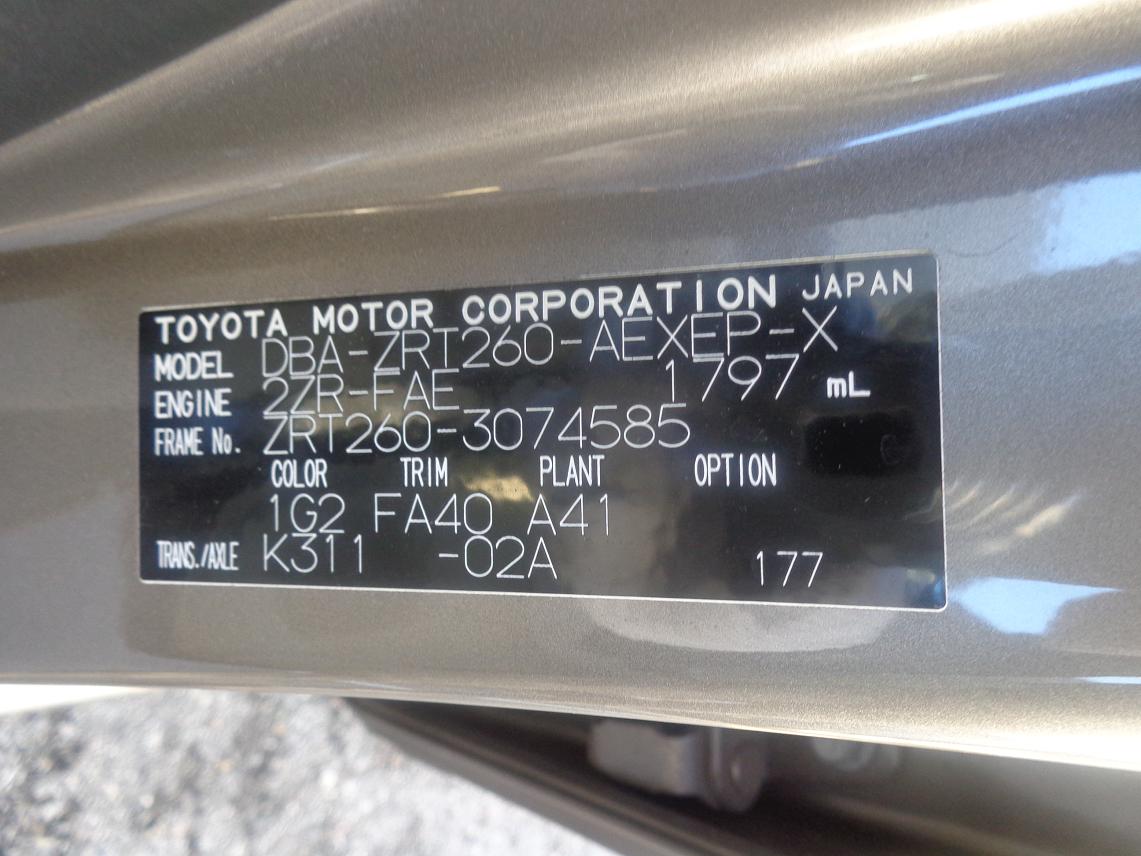 TOYOTA MOTOR CORPORATION JAPAN
MODEL DBA-ZRT260-AEXEP-X
ENGINE 2ZR-FAE 1797 mL
FRAME No. ZRT260-3074585
COLOR TRIM PLANT OPTION
1G2 FA40 A41
TRANS./AXLE K311 -02A 177